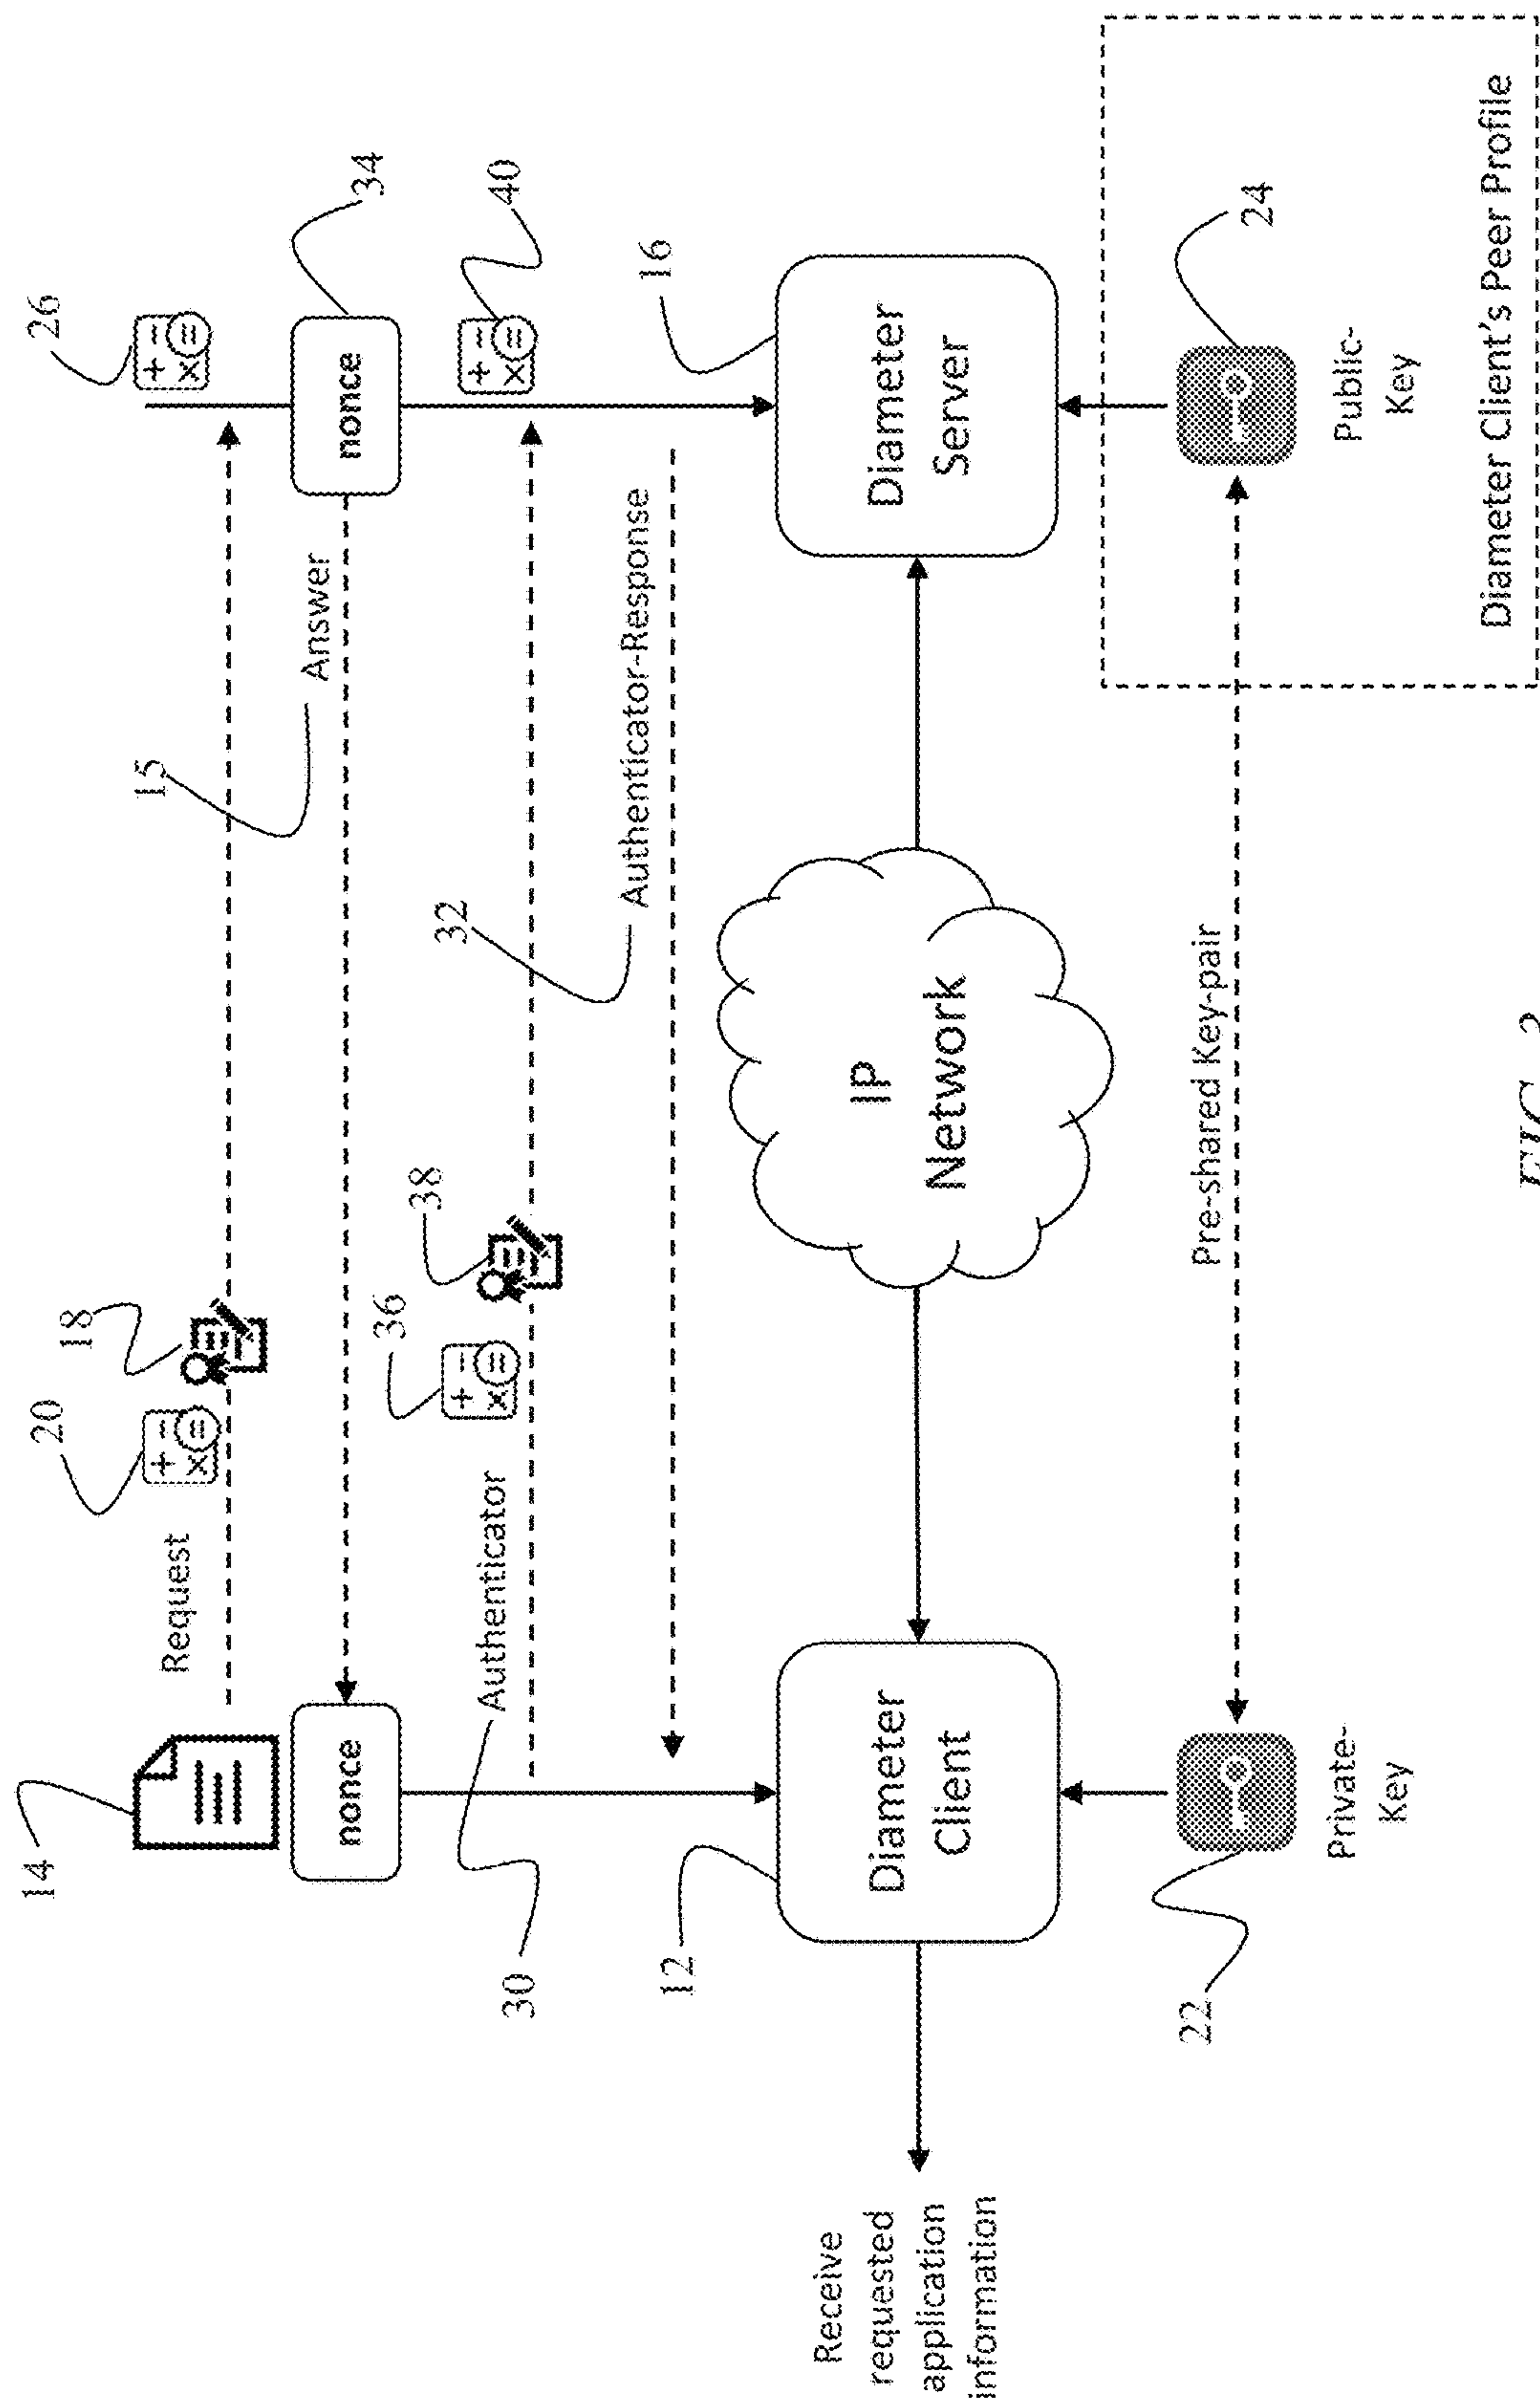 14
20
18
15
26
Request
+ −
x (=)
+ =
x (=)
Answer
34
nonce
nonce
36
38
32
40
+ −
x (=)
+ =
x (=)
30
Authenticator
Authenticator-Response
12
16
Diameter
Client
IP
Network
Diameter
Server
Receive
requested
application
information
22
Pre-shared Key-pair
24
Private-
Key
Public-
Key
Diameter Client's Peer Profile